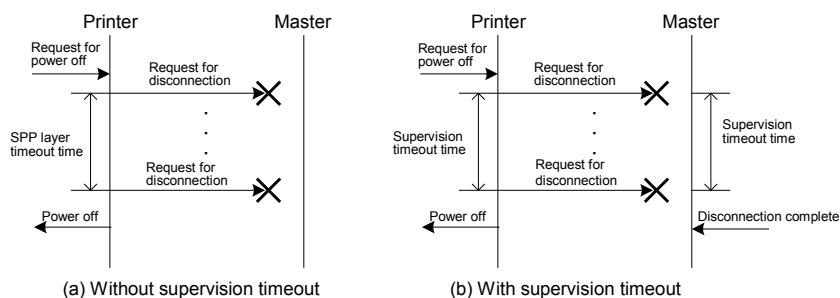 Printer
Master
Request for
power off
Request for
disconnection
SPP layer
timeout time
Request for
disconnection
Power off
(a) Without supervision timeout
Printer
Master
Request for
power off
Request for
disconnection
Supervision
timeout time
Supervision
timeout time
Request for
disconnection
Power off
Disconnection complete
(b) With supervision timeout